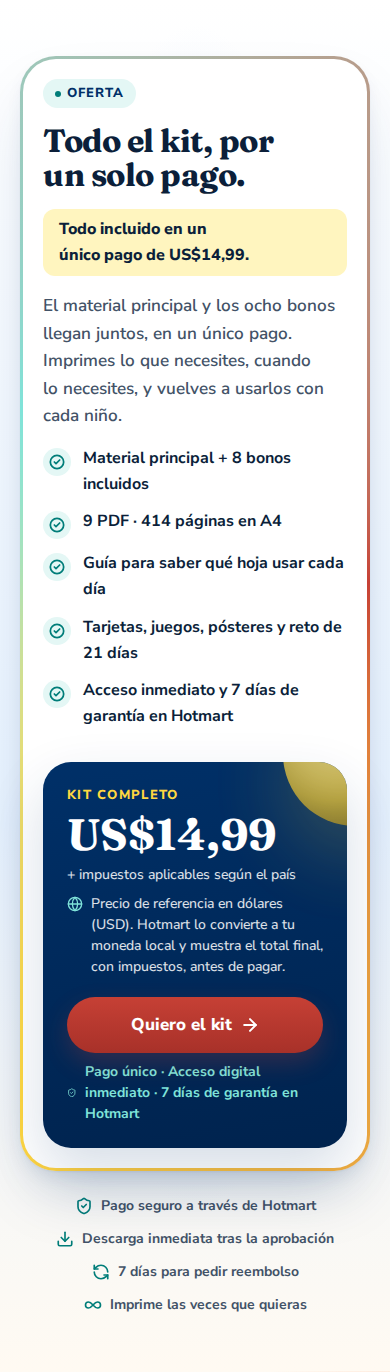 OFERTA
Todo el kit, por
un solo pago.
Todo incluido en un
único pago de US$14,99.
El material principal y los ocho bonos
llegan juntos, en un único pago.
Imprimes lo que necesites, cuando
lo necesites, y vuelves a usarlos con
cada niño.
Material principal + 8 bonos
incluidos
9 PDF · 414 páginas en A4
Guía para saber qué hoja usar cada
día
Tarjetas, juegos, pósteres y reto de
21 días
Acceso inmediato y 7 días de
garantía en Hotmart
KIT COMPLETO
US$14,99
+ impuestos aplicables según el país
Precio de referencia en dólares
(USD). Hotmart lo convierte a tu
moneda local y muestra el total final,
con impuestos, antes de pagar.
Quiero el kit →
Pago único · Acceso digital
inmediato · 7 días de garantía en
Hotmart
Pago seguro a través de Hotmart
Descarga inmediata tras la aprobación
7 días para pedir reembolso
Imprime las veces que quieras